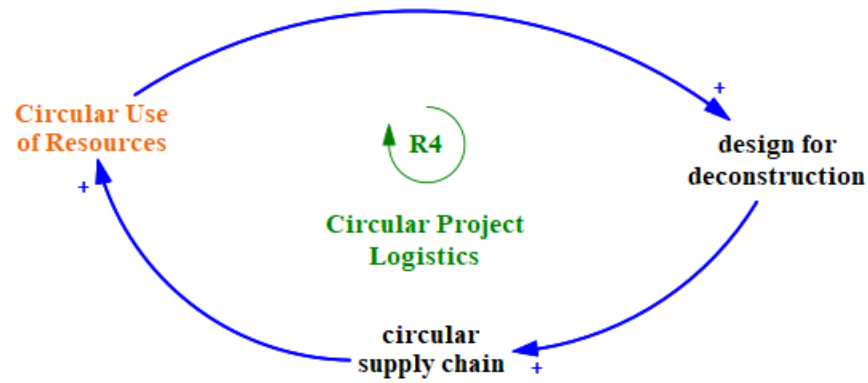 +
Circular Use
of Resources
R4
design for
deconstruction
+
Circular Project
Logistics
circular
supply chain
+